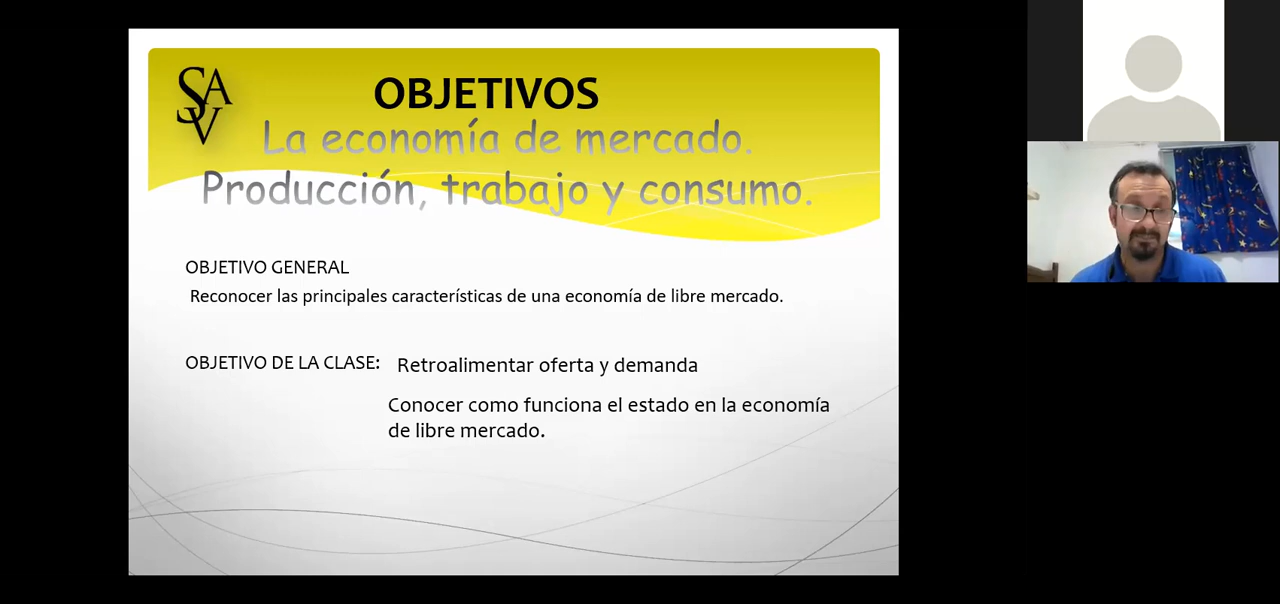 SAV
OBJETIVOS
La economía de mercado.
Producción, trabajo y consumo.
OBJETIVO GENERAL
Reconocer las principales características de una economía de libre mercado.
OBJETIVO DE LA CLASE: Retroalimentar oferta y demanda
Conocer como funciona el estado en la economía
de libre mercado.